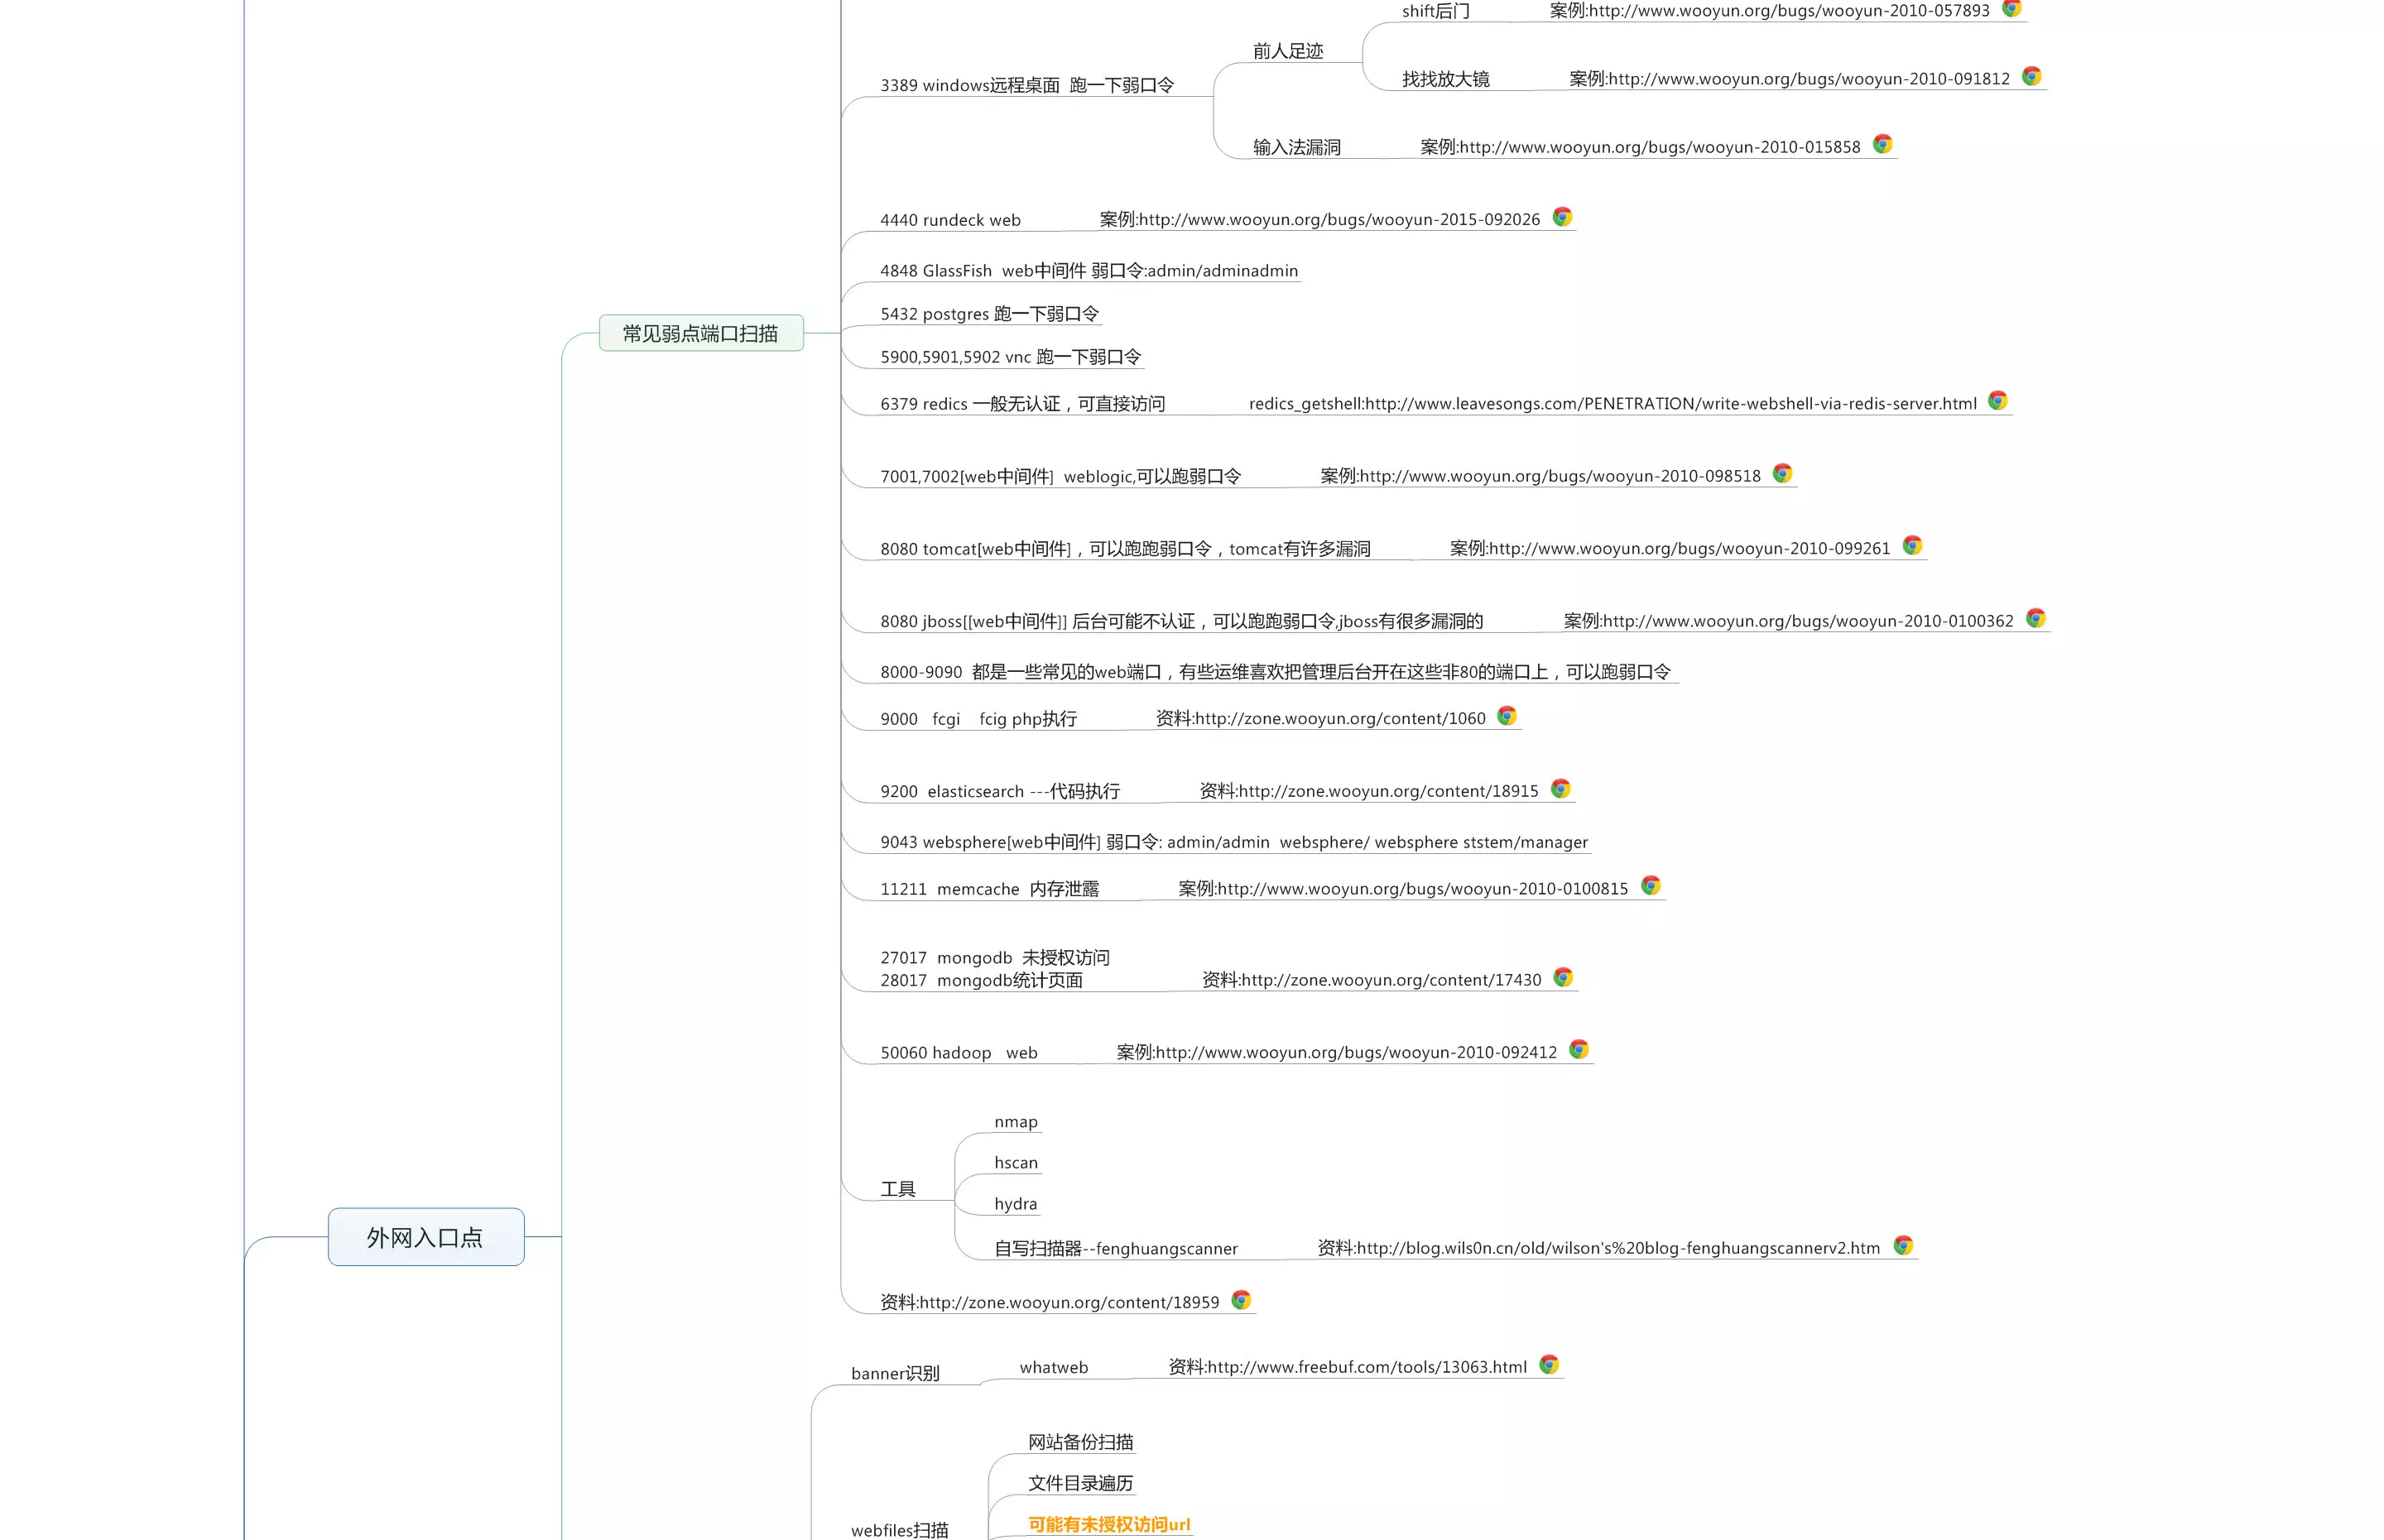 shift后门 案例:http://www.wooyun.org/bugs/wooyun-2010-057893
前人足迹
找找放大镜 案例:http://www.wooyun.org/bugs/wooyun-2010-091812
3389 windows远程桌面 跑一下弱口令
输入法漏洞 案例:http://www.wooyun.org/bugs/wooyun-2010-015858
4440 rundeck web 案例:http://www.wooyun.org/bugs/wooyun-2015-092026
4848 GlassFish web中间件 弱口令:admin/adminadmin
5432 postgres 跑一下弱口令
常见弱点端口扫描
5900,5901,5902 vnc 跑一下弱口令
6379 redics 一般无认证，可直接访问 redics_getshell:http://www.leavesongs.com/PENETRATION/write-webshell-via-redis-server.html
7001,7002[web中间件] weblogic,可以跑弱口令 案例:http://www.wooyun.org/bugs/wooyun-2010-098518
8080 tomcat[web中间件]，可以跑跑弱口令，tomcat有许多漏洞 案例:http://www.wooyun.org/bugs/wooyun-2010-099261
8080 jboss[[web中间件]] 后台可能不认证，可以跑跑弱口令,jboss有很多漏洞的 案例:http://www.wooyun.org/bugs/wooyun-2010-0100362
8000-9090 都是一些常见的web端口，有些运维喜欢把管理后台开在这些非80的端口上，可以跑弱口令
9000 fcgi fcig php执行 资料:http://zone.wooyun.org/content/1060
9200 elasticsearch ---代码执行 资料:http://zone.wooyun.org/content/18915
9043 websphere[web中间件] 弱口令: admin/admin websphere/ websphere ststem/manager
11211 memcache 内存泄露 案例:http://www.wooyun.org/bugs/wooyun-2010-0100815
27017 mongodb 未授权访问
28017 mongodb统计页面 资料:http://zone.wooyun.org/content/17430
50060 hadoop web 案例:http://www.wooyun.org/bugs/wooyun-2010-092412
nmap
hscan
工具
hydra
外网入口点
自写扫描器--fenghuangscanner 资料:http://blog.wils0n.cn/old/wilson's%20blog-fenghuangscannerv2.htm
资料:http://zone.wooyun.org/content/18959
banner识别 whatweb 资料:http://www.freebuf.com/tools/13063.html
网站备份扫描
文件目录遍历
可能有未授权访问url
webfiles扫描